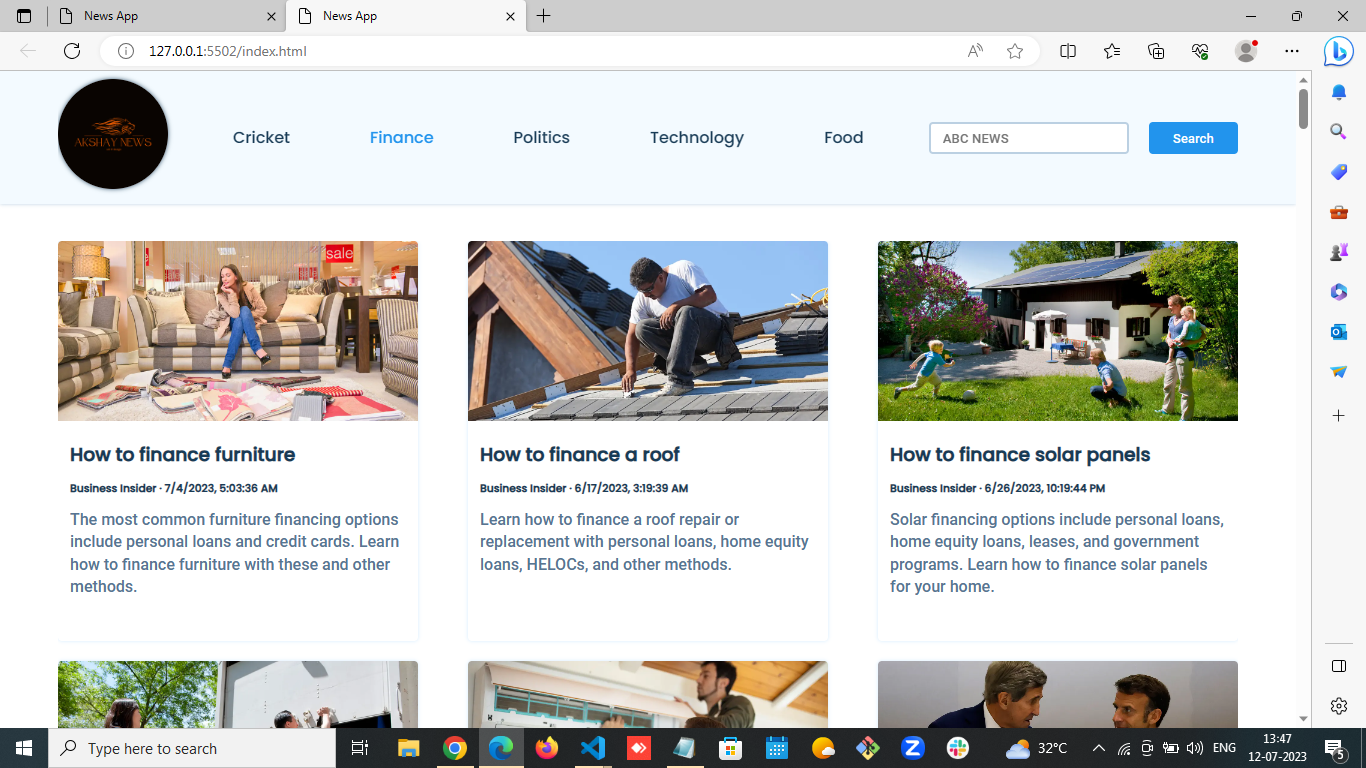 News App
News App
127.0.0.1:5502/index.html
AKSHAY NEWS
Cricket
Finance
Politics
Technology
Food
ABC NEWS
Search
sale
How to finance furniture
Business Insider · 7/4/2023, 5:03:36 AM
The most common furniture financing options
include personal loans and credit cards. Learn
how to finance furniture with these and other
methods.
How to finance a roof
Business Insider · 6/17/2023, 3:19:39 AM
Learn how to finance a roof repair or
replacement with personal loans, home equity
loans, HELOCs, and other methods.
How to finance solar panels
Business Insider · 6/26/2023, 10:19:44 PM
Solar financing options include personal loans,
home equity loans, leases, and government
programs. Learn how to finance solar panels
for your home.
Type here to search
32°C
ENG
13:47
12-07-2023
5